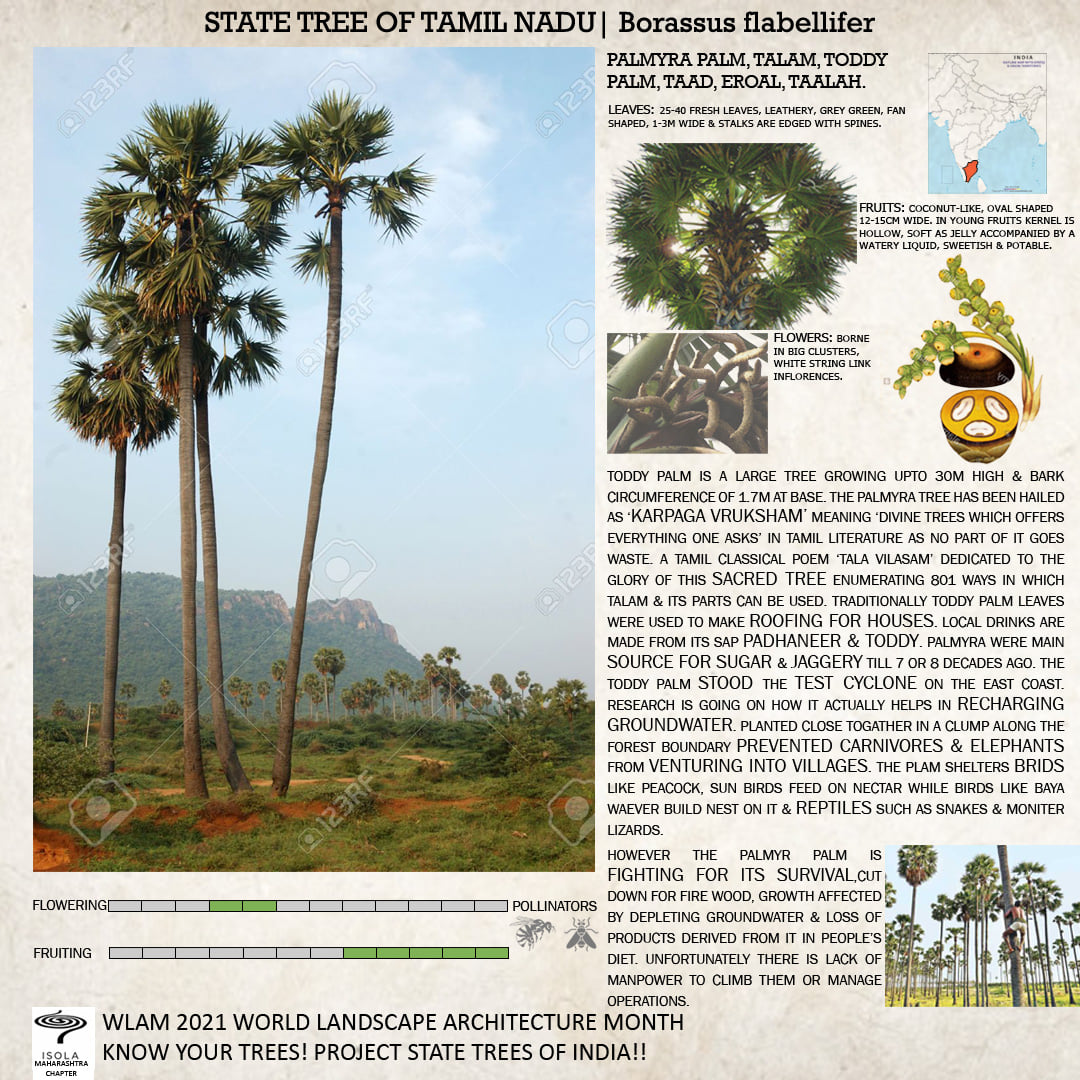 STATE TREE OF TAMIL NADU| Borassus flabellifer
PALMYRA PALM, TALAM, TODDY
PALM, TAAD, EROAL, TAALAH.
LEAVES: 25-40 FRESH LEAVES, LEATHERY, GREY GREEN, FAN
SHAPED, 1-3M WIDE & STALKS ARE EDGED WITH SPINES.
INDIA
FRUITS: COCONUT-LIKE, OVAL SHAPED
12-15CM WIDE. IN YOUNG FRUITS KERNEL IS
HOLLOW, SOFT AS JELLY ACCOMPANIED BY A
WATERY LIQUID, SWEETISH & POTABLE.
FLOWERS: BORNE
IN BIG CLUSTERS,
WHITE STRING LINK
INFLORENCES.
TODDY PALM IS A LARGE TREE GROWING UPTO 30M HIGH & BARK
CIRCUMFERENCE OF 1.7M AT BASE. THE PALMYRA TREE HAS BEEN HAILED
AS ‘KARPAGA VRUKSHAM’ MEANING ‘DIVINE TREES WHICH OFFERS
EVERYTHING ONE ASKS’ IN TAMIL LITERATURE AS NO PART OF IT GOES
WASTE. A TAMIL CLASSICAL POEM ‘TALA VILASAM’ DEDICATED TO THE
GLORY OF THIS SACRED TREE ENUMERATING 801 WAYS IN WHICH
TALAM & ITS PARTS CAN BE USED. TRADITIONALLY TODDY PALM LEAVES
WERE USED TO MAKE ROOFING FOR HOUSES. LOCAL DRINKS ARE
MADE FROM ITS SAP PADHANEER & TODDY. PALMYRA WERE MAIN
SOURCE FOR SUGAR & JAGGERY TILL 7 OR 8 DECADES AGO. THE
TODDY PALM STOOD THE TEST CYCLONE ON THE EAST COAST.
RESEARCH IS GOING ON HOW IT ACTUALLY HELPS IN RECHARGING
GROUNDWATER. PLANTED CLOSE TOGATHER IN A CLUMP ALONG THE
FOREST BOUNDARY PREVENTED CARNIVORES & ELEPHANTS
FROM VENTURING INTO VILLAGES. THE PLAM SHELTERS BRIDS
LIKE PEACOCK, SUN BIRDS FEED ON NECTAR WHILE BIRDS LIKE BAYA
WAEVER BUILD NEST ON IT & REPTILES SUCH AS SNAKES & MONITER
LIZARDS.
HOWEVER THE PALMYR PALM IS
FIGHTING FOR ITS SURVIVAL,CUT
DOWN FOR FIRE WOOD, GROWTH AFFECTED
BY DEPLETING GROUNDWATER & LOSS OF
PRODUCTS DERIVED FROM IT IN PEOPLE’S
DIET. UNFORTUNATELY THERE IS LACK OF
MANPOWER TO CLIMB THEM OR MANAGE
OPERATIONS.
FLOWERING
POLLINATORS
FRUITING
ISOLA
MAHARASHTRA
CHAPTER
WLAM 2021 WORLD LANDSCAPE ARCHITECTURE MONTH
KNOW YOUR TREES! PROJECT STATE TREES OF INDIA!!
123RF
123RF
123RF
123RF
123RF
123RF
123RF